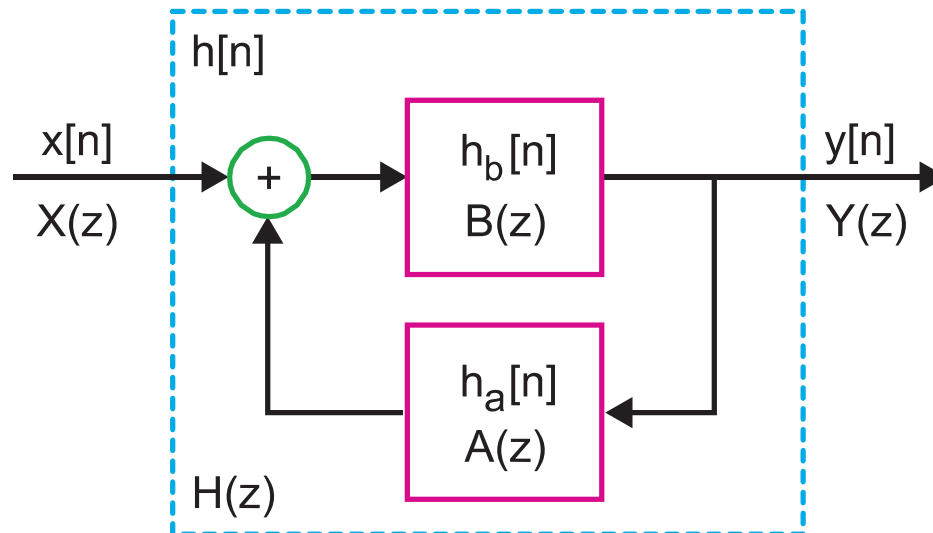 h[n]
x[n]
X(z)
+
h_b[n]
B(z)
y[n]
Y(z)
h_a[n]
A(z)
H(z)